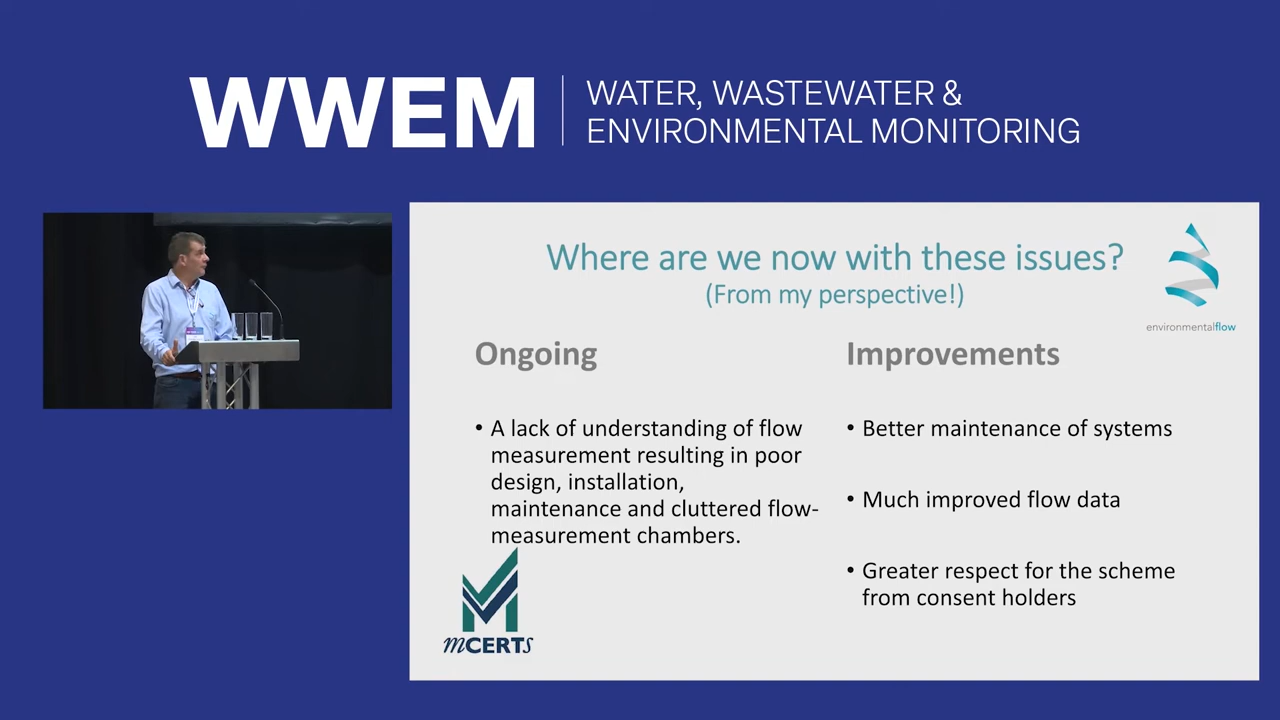 WWEM
WATER, WASTEWATER &
ENVIRONMENTAL MONITORING
Where are we now with these issues?
(From my perspective!)
environmentalflow
Ongoing
• A lack of understanding of flow
measurement resulting in poor
design, installation,
maintenance and cluttered flow-
measurement chambers.
mCERTs
Improvements
• Better maintenance of systems
• Much improved flow data
• Greater respect for the scheme
from consent holders